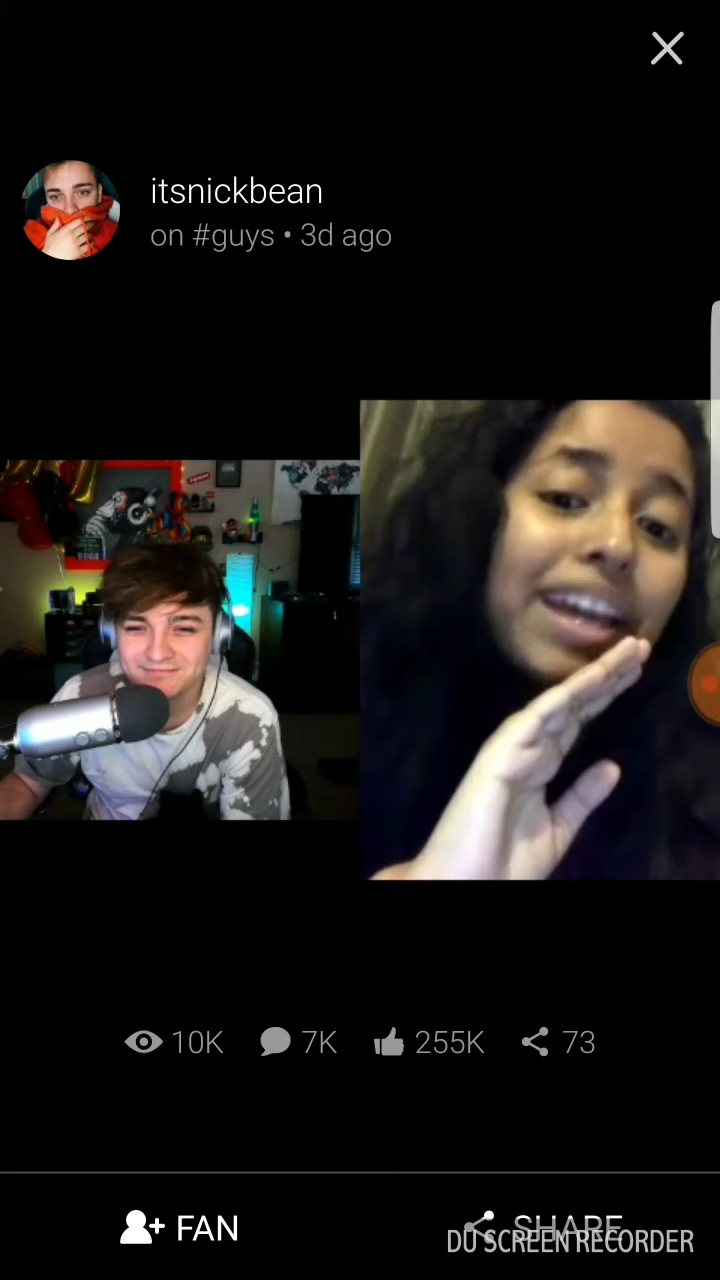 itsnickbean
on #guys • 3d ago
10K 7K 255K 73
FAN
SHARE
DU SCREEN RECORDER